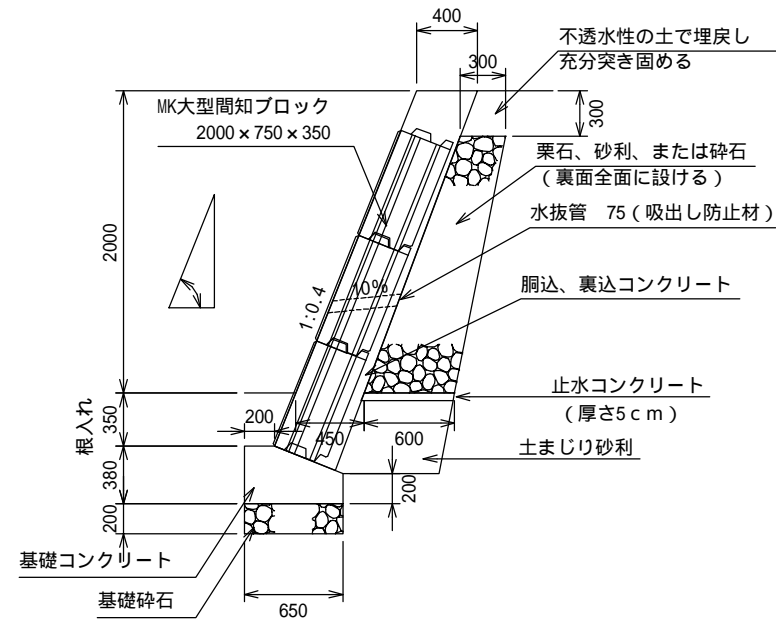 400
不透水性の土で埋戻し
300
充分突き固める
MK大型間知ブロック
2000×750×350
300
栗石、砂利、または砕石
（裏面全面に設ける）
水抜管　75（吸出し防止材）
2000
10%
1:0.4
胴込、裏込コンクリート
止水コンクリート
（厚さ5ｃｍ）
200
450
600
350
根入れ
土まじり砂利
380
200
200
基礎コンクリート
基礎砕石
650